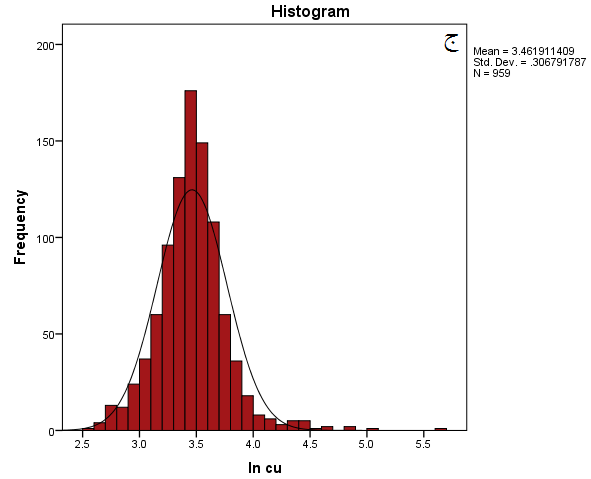 Histogram
ج
Mean = 3.461911409
Std. Dev. = .306791787
N = 959
200
150
100
50
0
Frequency
2.5 3.0 3.5 4.0 4.5 5.0 5.5
ln cu